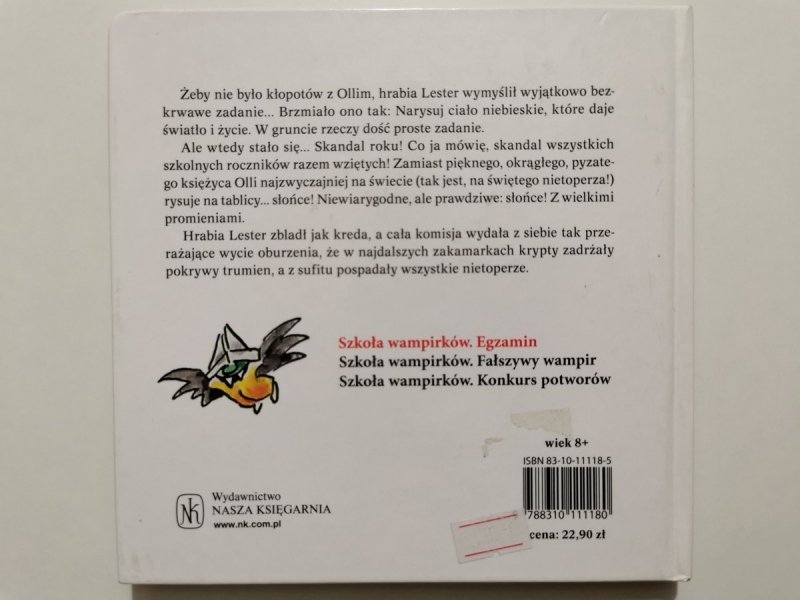 Żeby nie było kłopotów z Ollim, hrabia Lester wymyślił wyjątkowo bez-
krwawe zadanie... Brzmiało ono tak: Narysuj ciało niebieskie, które daje
światło i życie. W gruncie rzeczy dość proste zadanie.
Ale wtedy stało się... Skandal roku! Co ja mówię, skandal wszystkich
szkolnych roczników razem wziętych! Zamiast pięknego, okrągłego, pyzate-
go księżyca Olli najzwyczajniej na świecie (tak jest, na świętego nietoperza!)
rysuje na tablicy... słońce! Niewiarygodne, ale prawdziwe: słońce! Z wielkimi
promieniami.
Hrabia Lester zbladł jak kreda, a cała komisja wydała z siebie tak prze-
rażające wycie oburzenia, że w najdalszych zakamarkach krypty zadrżały
pokrywy trumien, a z sufitu pospadały wszystkie nietoperze.
Szkoła wampirków. Egzamin
Szkoła wampirków. Fałszywy wampir
Szkoła wampirków. Konkurs potworów
wiek 8+
ISBN 83-10-11118-5
788310 111180
cena: 22,90 zł
NK
Wydawnictwo
NASZA KSIĘGARNIA
www.nk.com.pl